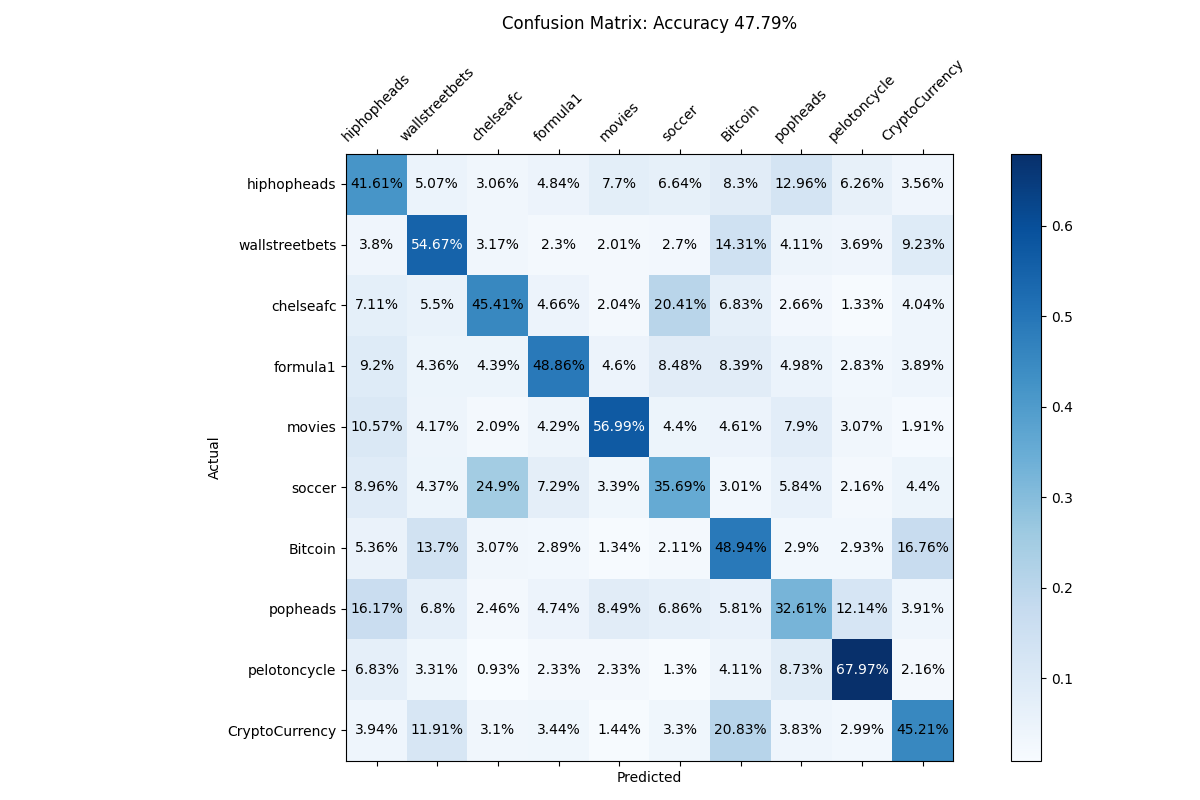 Confusion Matrix: Accuracy 47.79%
hiphopheads wallstreetbets chelseafc formula1 movies soccer Bitcoin popheads pelotoncycle CryptoCurrency
hiphopheads 41.61% 5.07% 3.06% 4.84% 7.7% 6.64% 8.3% 12.96% 6.26% 3.56%
wallstreetbets 3.8% 54.67% 3.17% 2.3% 2.01% 2.7% 14.31% 4.11% 3.69% 9.23%
chelseafc 7.11% 5.5% 45.41% 4.66% 2.04% 20.41% 6.83% 2.66% 1.33% 4.04%
formula1 9.2% 4.36% 4.39% 48.86% 4.6% 8.48% 8.39% 4.98% 2.83% 3.89%
movies 10.57% 4.17% 2.09% 4.29% 56.99% 4.4% 4.61% 7.9% 3.07% 1.91%
soccer 8.96% 4.37% 24.9% 7.29% 3.39% 35.69% 3.01% 5.84% 2.16% 4.4%
Bitcoin 5.36% 13.7% 3.07% 2.89% 1.34% 2.11% 48.94% 2.9% 2.93% 16.76%
popheads 16.17% 6.8% 2.46% 4.74% 8.49% 6.86% 5.81% 32.61% 12.14% 3.91%
pelotoncycle 6.83% 3.31% 0.93% 2.33% 2.33% 1.3% 4.11% 8.73% 67.97% 2.16%
CryptoCurrency 3.94% 11.91% 3.1% 3.44% 1.44% 3.3% 20.83% 3.83% 2.99% 45.21%
Actual
Predicted
0.6
0.5
0.4
0.3
0.2
0.1